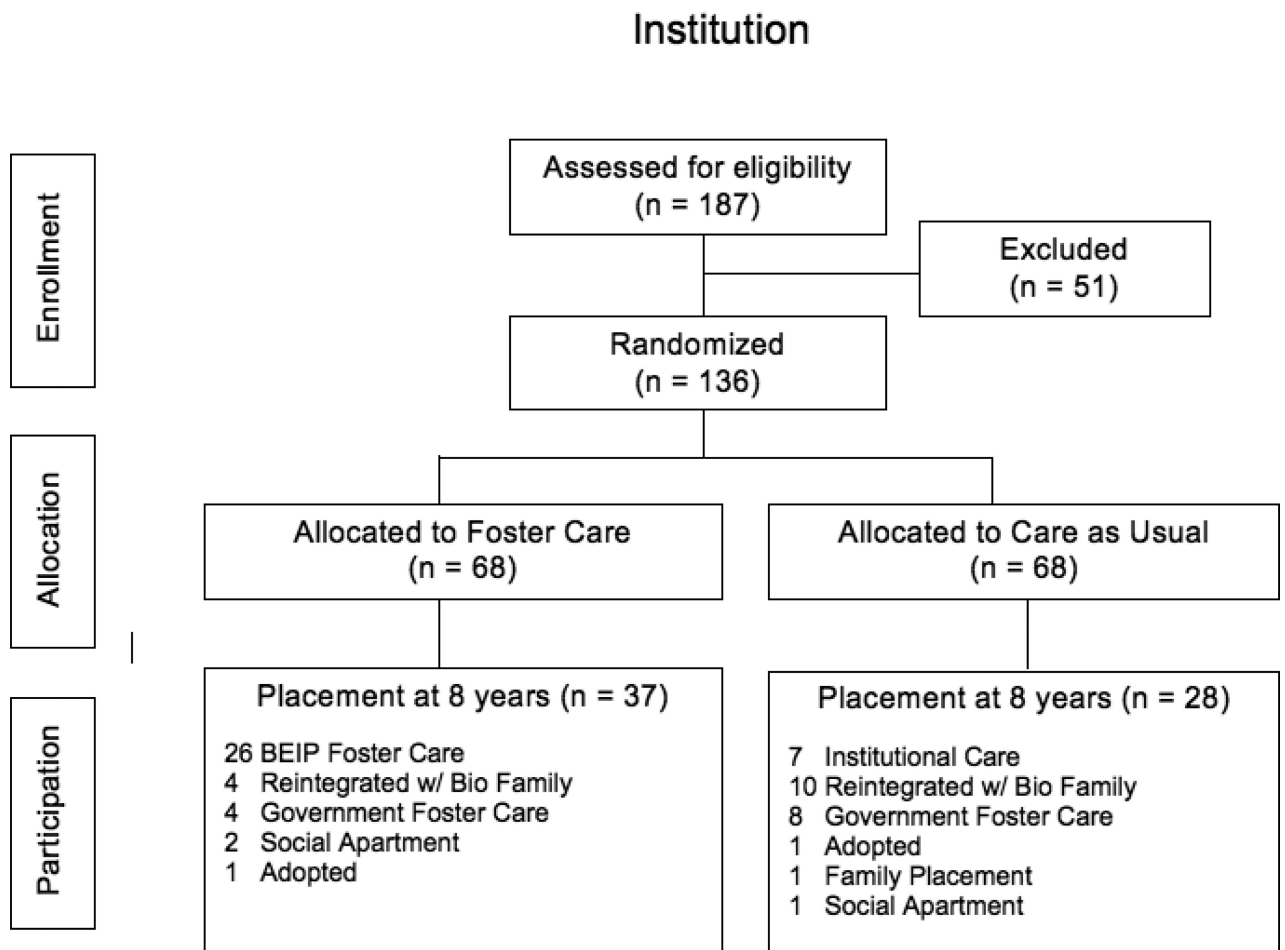 Institution
Enrollment
Assessed for eligibility
(n = 187)
Excluded
(n = 51)
Randomized
(n = 136)
Allocation
Allocated to Foster Care
(n = 68)
Allocated to Care as Usual
(n = 68)
Participation
Placement at 8 years (n = 37)
26 BEIP Foster Care
4 Reintegrated w/ Bio Family
4 Government Foster Care
2 Social Apartment
1 Adopted
Placement at 8 years (n = 28)
7 Institutional Care
10 Reintegrated w/ Bio Family
8 Government Foster Care
1 Adopted
1 Family Placement
1 Social Apartment